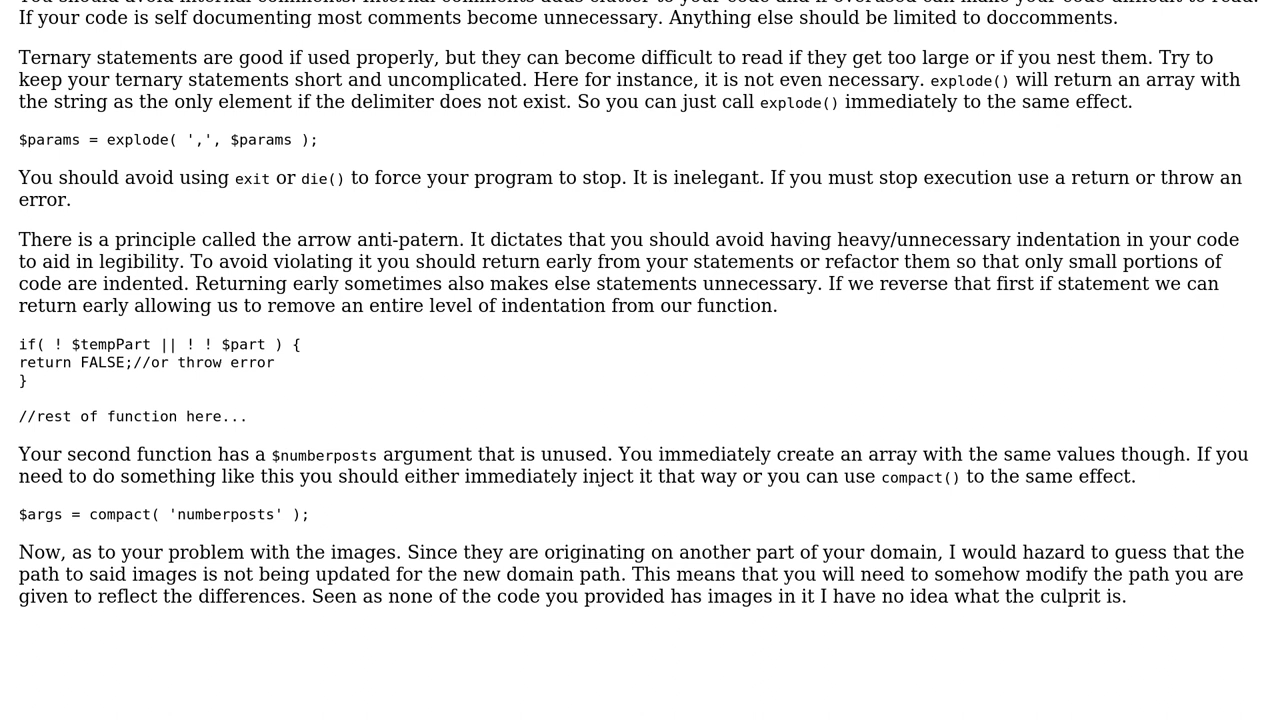 If your code is self documenting most comments become unnecessary. Anything else should be limited to doccomments.
Ternary statements are good if used properly, but they can become difficult to read if they get too large or if you nest them. Try to
keep your ternary statements short and uncomplicated. Here for instance, it is not even necessary. explode() will return an array with
the string as the only element if the delimiter does not exist. So you can just call explode() immediately to the same effect.
$params = explode( ',', $params );
You should avoid using exit or die() to force your program to stop. It is inelegant. If you must stop execution use a return or throw an
error.
There is a principle called the arrow anti-patern. It dictates that you should avoid having heavy/unnecessary indentation in your code
to aid in legibility. To avoid violating it you should return early from your statements or refactor them so that only small portions of
code are indented. Returning early sometimes also makes else statements unnecessary. If we reverse that first if statement we can
return early allowing us to remove an entire level of indentation from our function.
if( ! $tempPart || ! ! $part ) {
return FALSE;//or throw error
}
//rest of function here...
Your second function has a $numberposts argument that is unused. You immediately create an array with the same values though. If you
need to do something like this you should either immediately inject it that way or you can use compact() to the same effect.
$args = compact( 'numberposts' );
Now, as to your problem with the images. Since they are originating on another part of your domain, I would hazard to guess that the
path to said images is not being updated for the new domain path. This means that you will need to somehow modify the path you are
given to reflect the differences. Seen as none of the code you provided has images in it I have no idea what the culprit is.